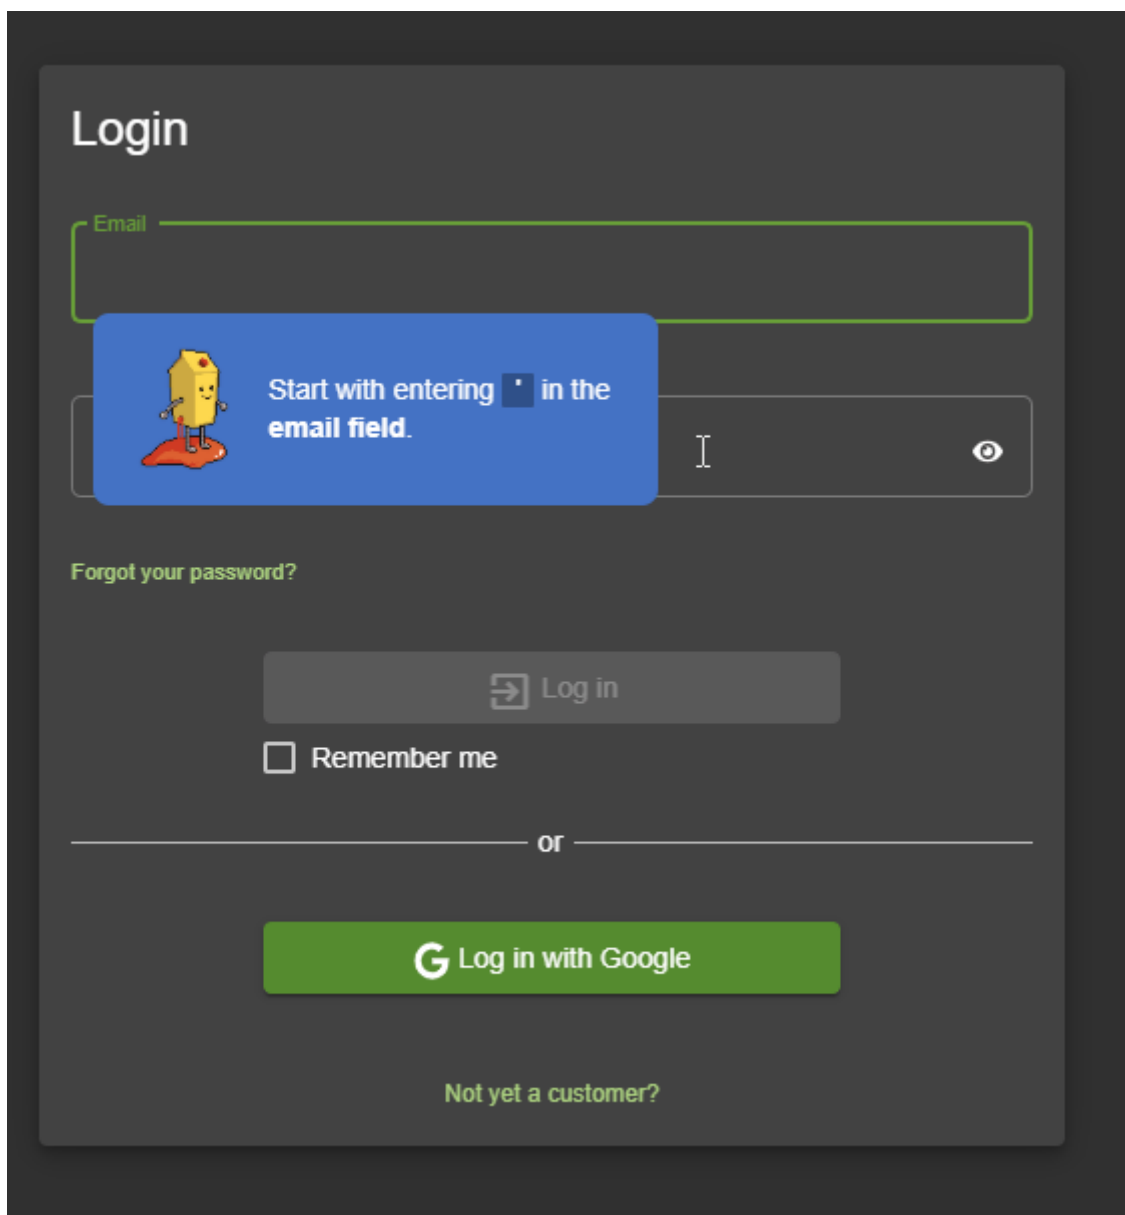 Login
Email
Start with entering ' in the
email field.
Forgot your password?
Log in
Remember me
or
Log in with Google
Not yet a customer?